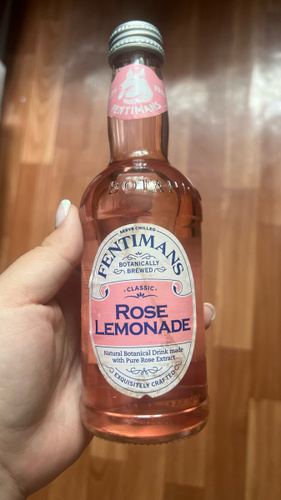 FENTIMANS
BOTANI
SERVE CHILLED
FENTIMANS
BOTANICALLY
BREWED
CLASSIC
ROSE
LEMONADE
Natural Botanical Drink made
with Pure Rose Extract
EXQUISITELY CRAFTED